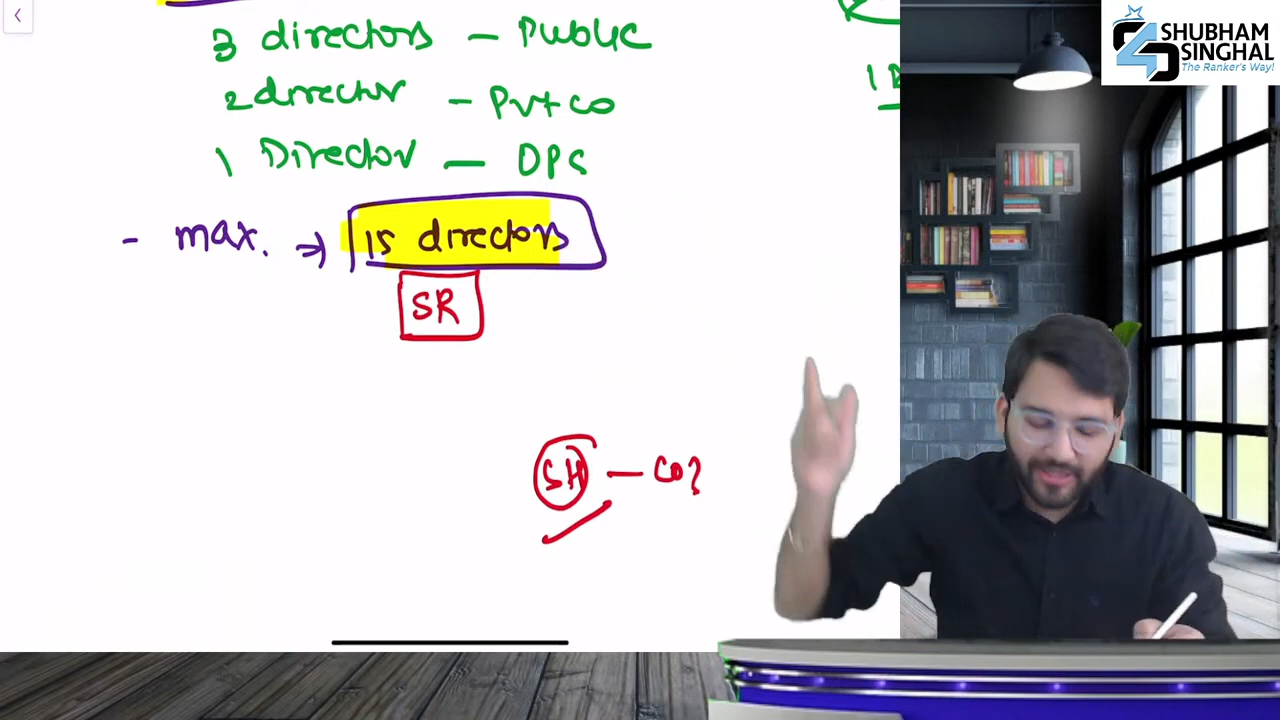 3 directors - Public
2 director - Pvt co
1 Director - OPC
- max. → 15 directors
SR
SH - co?
SHUBHAM
SINGHAL
The Ranker's Way!